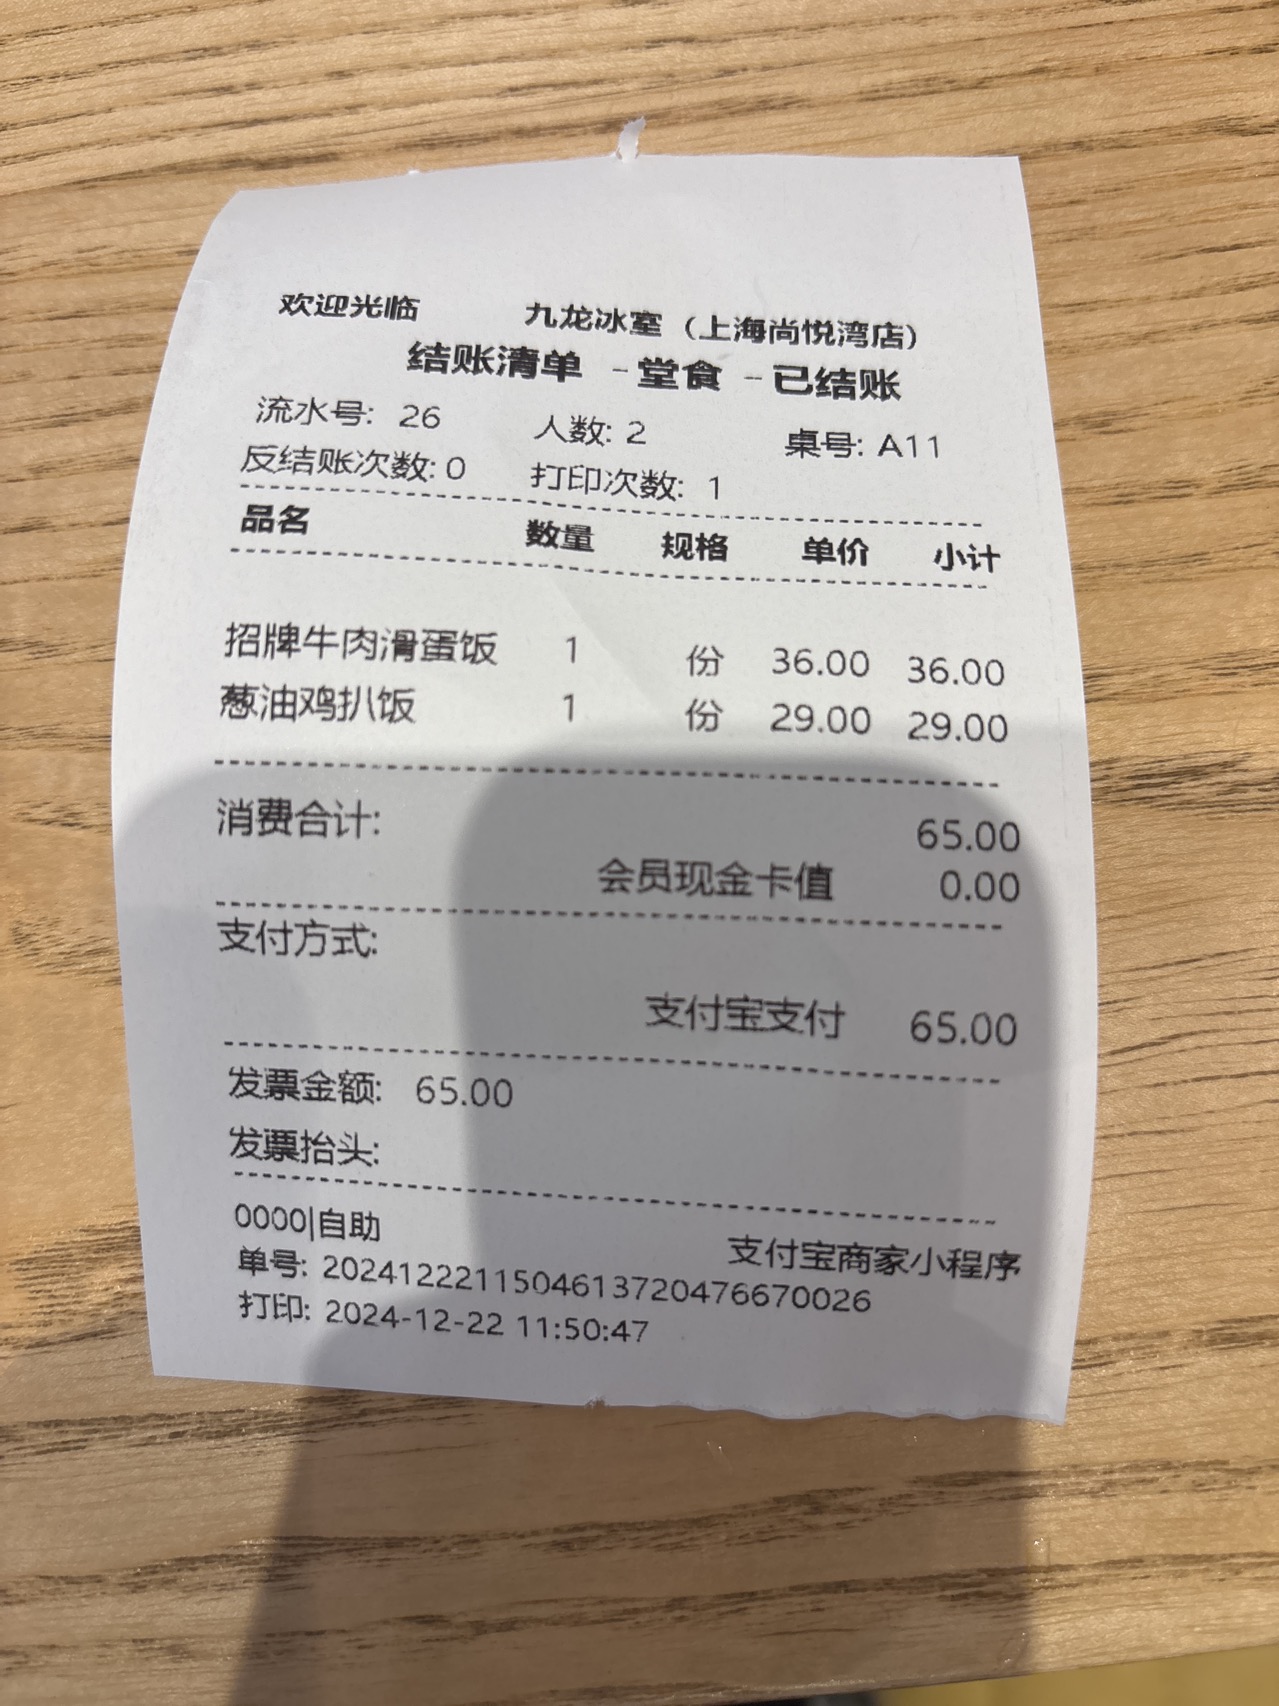 欢迎光临 九龙冰室（上海尚悦湾店）
结账清单 -堂食 -已结账
流水号: 26 人数: 2 桌号: A11
反结账次数: 0 打印次数: 1
品名 数量 规格 单价 小计
招牌牛肉滑蛋饭 1 份 36.00 36.00
葱油鸡扒饭 1 份 29.00 29.00
消费合计: 65.00
会员现金卡值 0.00
支付方式:
支付宝支付 65.00
发票金额: 65.00
发票抬头:
0000|自助 支付宝商家小程序
单号: 2024122211504613720476670026
打印: 2024-12-22 11:50:47